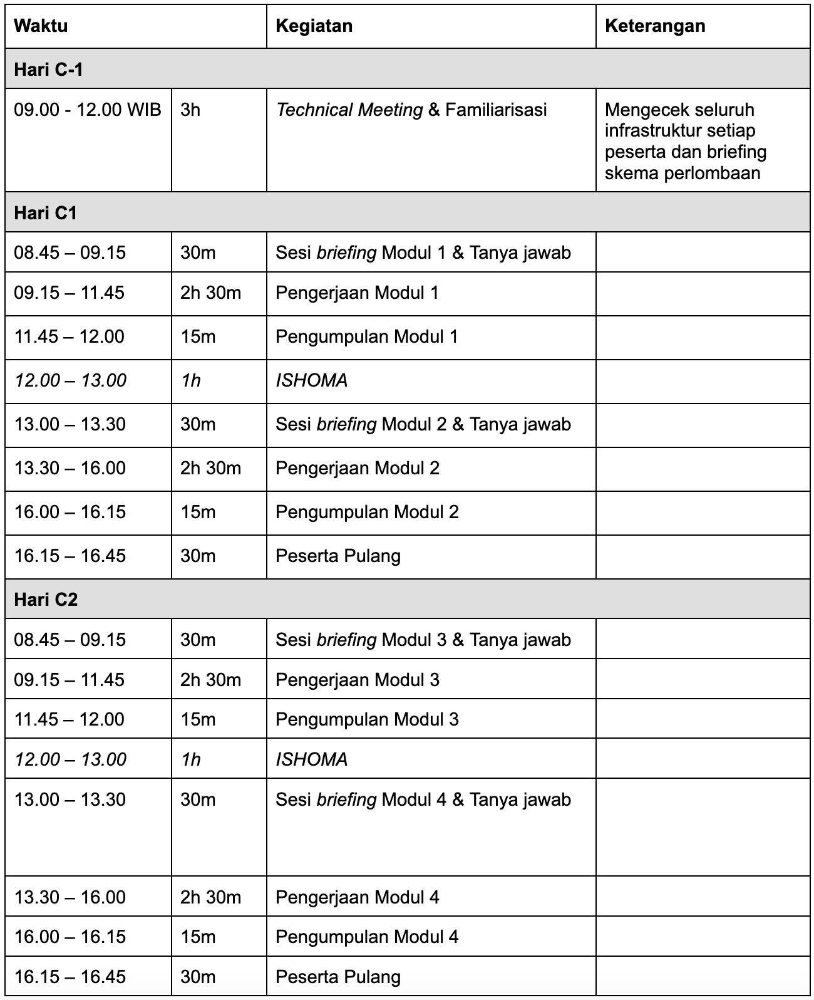 Waktu Kegiatan Keterangan
Hari C-1
09.00 - 12.00 WIB 3h Technical Meeting & Familiarisasi Mengecek seluruh
infrastruktur setiap
peserta dan briefing
skema perlombaan
Hari C1
08.45 – 09.15 30m Sesi briefing Modul 1 & Tanya jawab
09.15 – 11.45 2h 30m Pengerjaan Modul 1
11.45 – 12.00 15m Pengumpulan Modul 1
12.00 – 13.00 1h ISHOMA
13.00 – 13.30 30m Sesi briefing Modul 2 & Tanya jawab
13.30 – 16.00 2h 30m Pengerjaan Modul 2
16.00 – 16.15 15m Pengumpulan Modul 2
16.15 – 16.45 30m Peserta Pulang
Hari C2
08.45 – 09.15 30m Sesi briefing Modul 3 & Tanya jawab
09.15 – 11.45 2h 30m Pengerjaan Modul 3
11.45 – 12.00 15m Pengumpulan Modul 3
12.00 – 13.00 1h ISHOMA
13.00 – 13.30 30m Sesi briefing Modul 4 & Tanya jawab
13.30 – 16.00 2h 30m Pengerjaan Modul 4
16.00 – 16.15 15m Pengumpulan Modul 4
16.15 – 16.45 30m Peserta Pulang